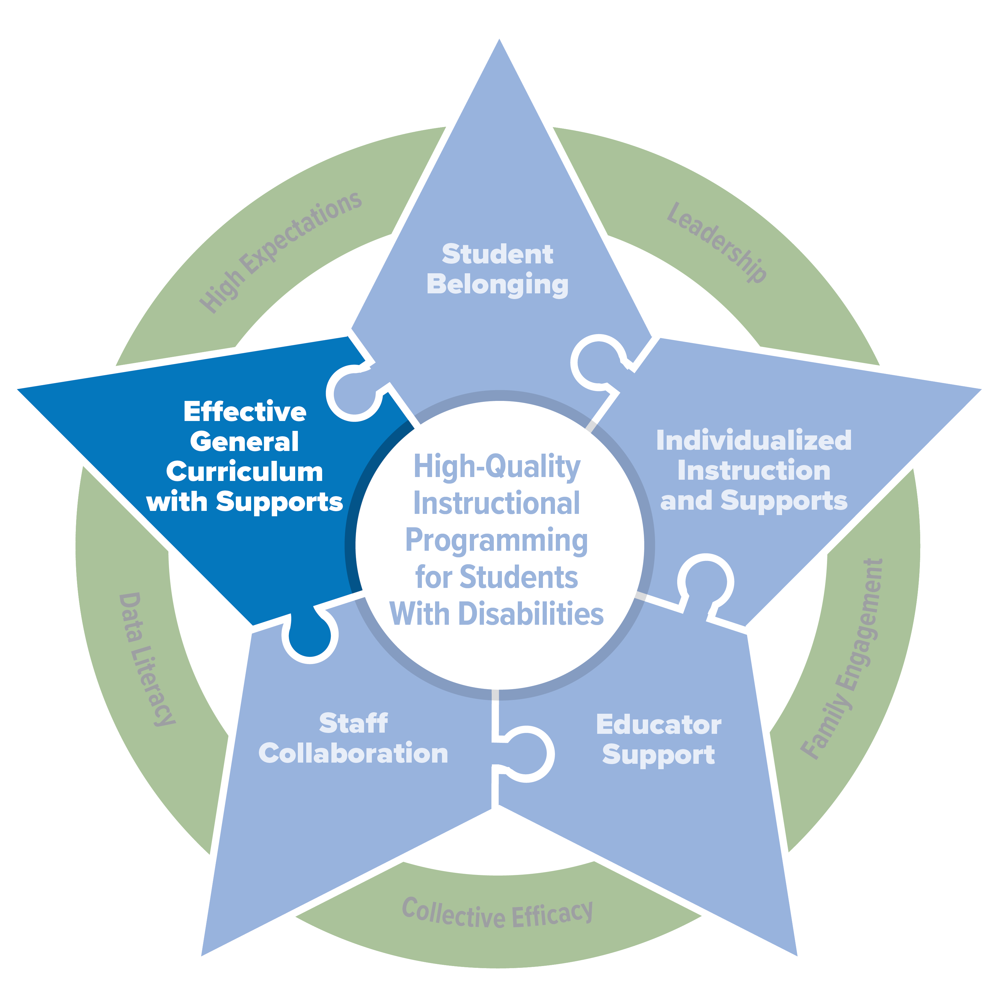 Student
Belonging
High Expectations
Leadership
Effective
General
Curriculum
with Supports
High-Quality
Instructional
Programming
for Students
With Disabilities
Individualized
Instruction
and Supports
Data Literacy
Family Engagement
Staff
Collaboration
Educator
Support
Collective Efficacy